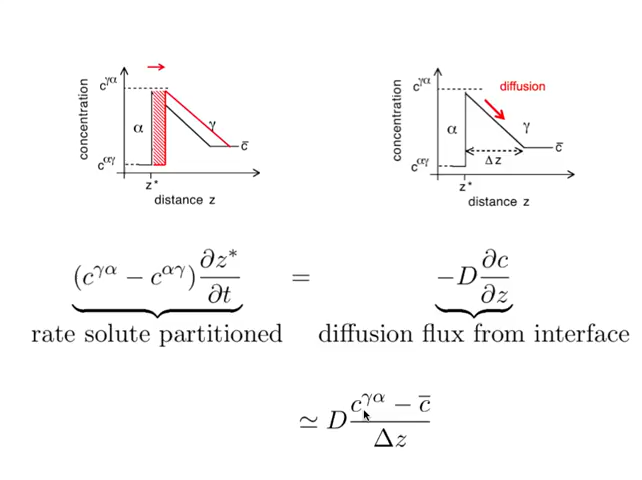 c^γα
concentration
α
γ
c̅
c^αγ
z*
distance z
c^γα
diffusion
concentration
α
γ
c̅
Δ z
c^αγ
z*
distance z
(c^γα − c^αγ) ∂z*/∂t = −D ∂c/∂z
rate solute partitioned diffusion flux from interface
≃ D (c^γα − c̅)/Δz